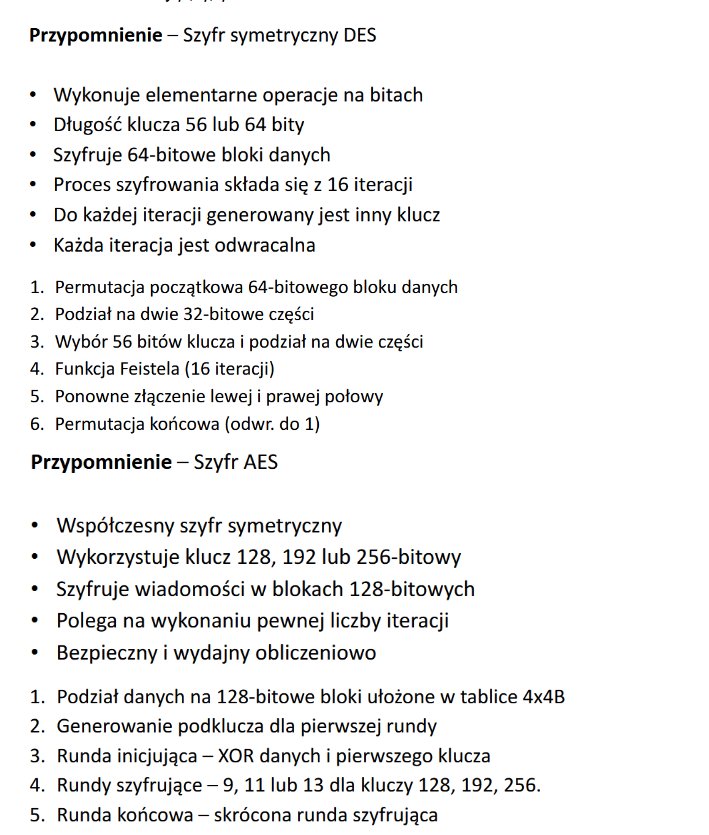 Przypomnienie – Szyfr symetryczny DES
• Wykonuje elementarne operacje na bitach
• Długość klucza 56 lub 64 bity
• Szyfruje 64-bitowe bloki danych
• Proces szyfrowania składa się z 16 iteracji
• Do każdej iteracji generowany jest inny klucz
• Każda iteracja jest odwracalna
1. Permutacja początkowa 64-bitowego bloku danych
2. Podział na dwie 32-bitowe części
3. Wybór 56 bitów klucza i podział na dwie części
4. Funkcja Feistela (16 iteracji)
5. Ponowne złączenie lewej i prawej połowy
6. Permutacja końcowa (odwr. do 1)
Przypomnienie – Szyfr AES
• Współczesny szyfr symetryczny
• Wykorzystuje klucz 128, 192 lub 256-bitowy
• Szyfruje wiadomości w blokach 128-bitowych
• Polega na wykonaniu pewnej liczby iteracji
• Bezpieczny i wydajny obliczeniowo
1. Podział danych na 128-bitowe bloki ułożone w tablice 4x4B
2. Generowanie podklucza dla pierwszej rundy
3. Runda inicjująca – XOR danych i pierwszego klucza
4. Rundy szyfrujące – 9, 11 lub 13 dla kluczy 128, 192, 256.
5. Runda końcowa – skrócona runda szyfrująca